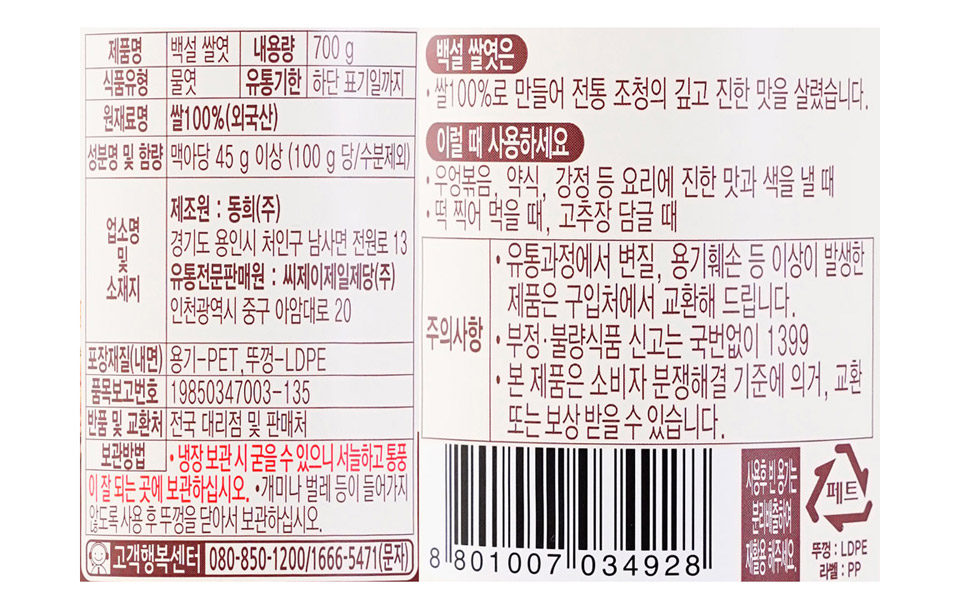 제품명 백설 쌀엿 내용량 700 g
식품유형 물엿 유통기한 하단 표기일까지
원재료명 쌀100%(외국산)
성분명 및 함량 맥아당 45 g 이상 (100 g 당/수분제외)
업소명
및
소재지
제조원 : 동희(주)
경기도 용인시 처인구 남사면 전원로 13
유통전문판매원 : 씨제이제일제당(주)
인천광역시 중구 아암대로 20
포장재질(내면) 용기-PET,뚜껑-LDPE
품목보고번호 19850347003-135
반품 및 교환처 전국 대리점 및 판매처
보관방법 • 냉장 보관 시 굳을 수 있으니 서늘하고 통풍
이 잘 되는 곳에 보관하십시오. •개미나 벌레 등이 들어가지
않도록 사용 후 뚜껑을 닫아서 보관하십시오.
고객행복센터 080-850-1200/1666-5471(문자)
백설 쌀엿은
• 쌀100%로 만들어 전통 조청의 깊고 진한 맛을 살렸습니다.
이럴 때 사용하세요
• 우엉볶음, 약식, 강정 등 요리에 진한 맛과 색을 낼 때
• 떡 찍어 먹을 때, 고추장 담글 때
주의사항
• 유통과정에서 변질, 용기훼손 등 이상이 발생한
제품은 구입처에서 교환해 드립니다.
• 부정·불량식품 신고는 국번없이 1399
• 본 제품은 소비자 분쟁해결 기준에 의거, 교환
또는 보상 받을 수 있습니다.
8 801007 034928
사용후 빈 용기는
분리배출하여
재활용 해주세요.
페트
뚜껑 : LDPE
라벨 : PP